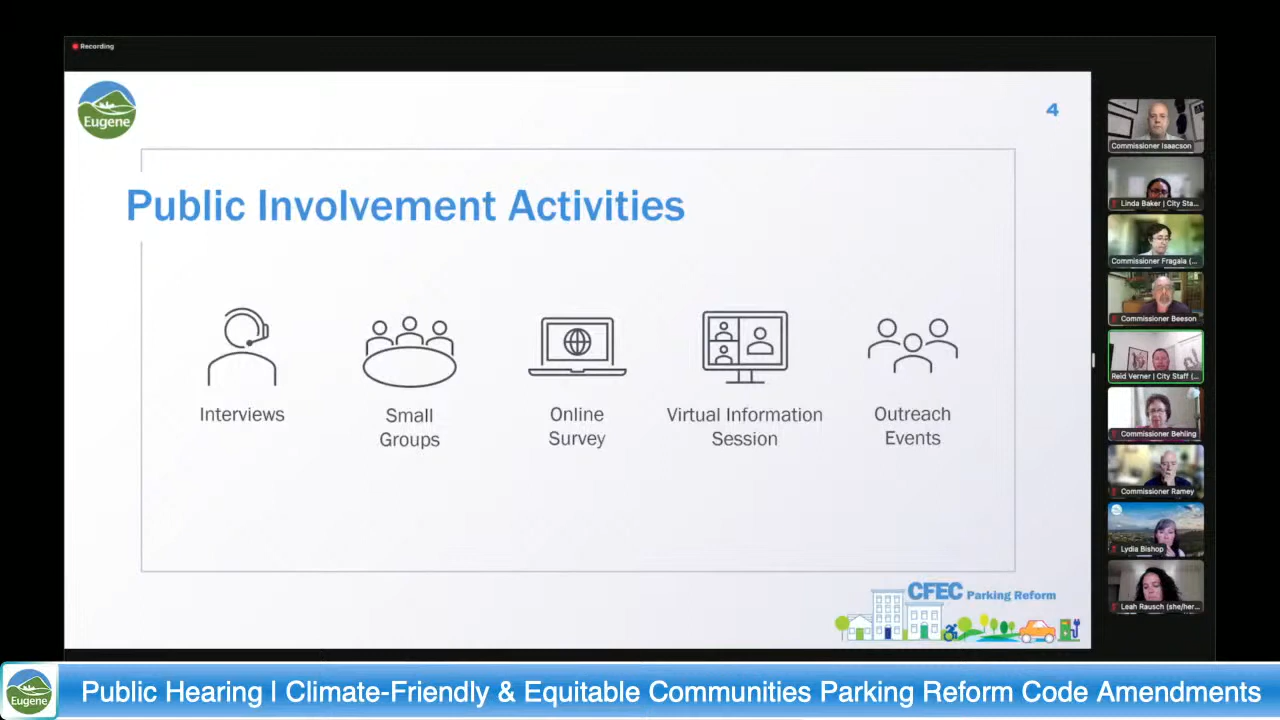 Recording
Eugene
4
Public Involvement Activities
Interviews
Small
Groups
Online
Survey
Virtual Information
Session
Outreach
Events
CFEC Parking Reform
Commissioner Isaacson
Linda Baker | City Sta...
Commissioner Fragala (...
Commissioner Beeson
Reid Verner | City Staff (...
Commissioner Behling
Commissioner Ramey
Lydia Bishop
Leah Rausch (she/her...
Eugene
Public Hearing | Climate-Friendly & Equitable Communities Parking Reform Code Amendments